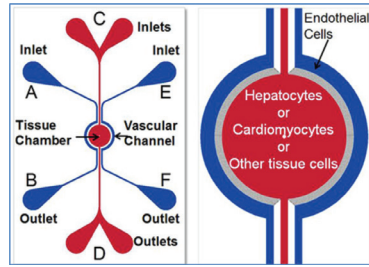 C
Inlets
Inlet
Inlet
A
E
Tissue
Chamber
Vascular
Channel
B
F
Outlet
Outlet
Outlets
D
Endothelial
Cells
Hepatocytes
or
Cardiomyocytes
or
Other tissue cells